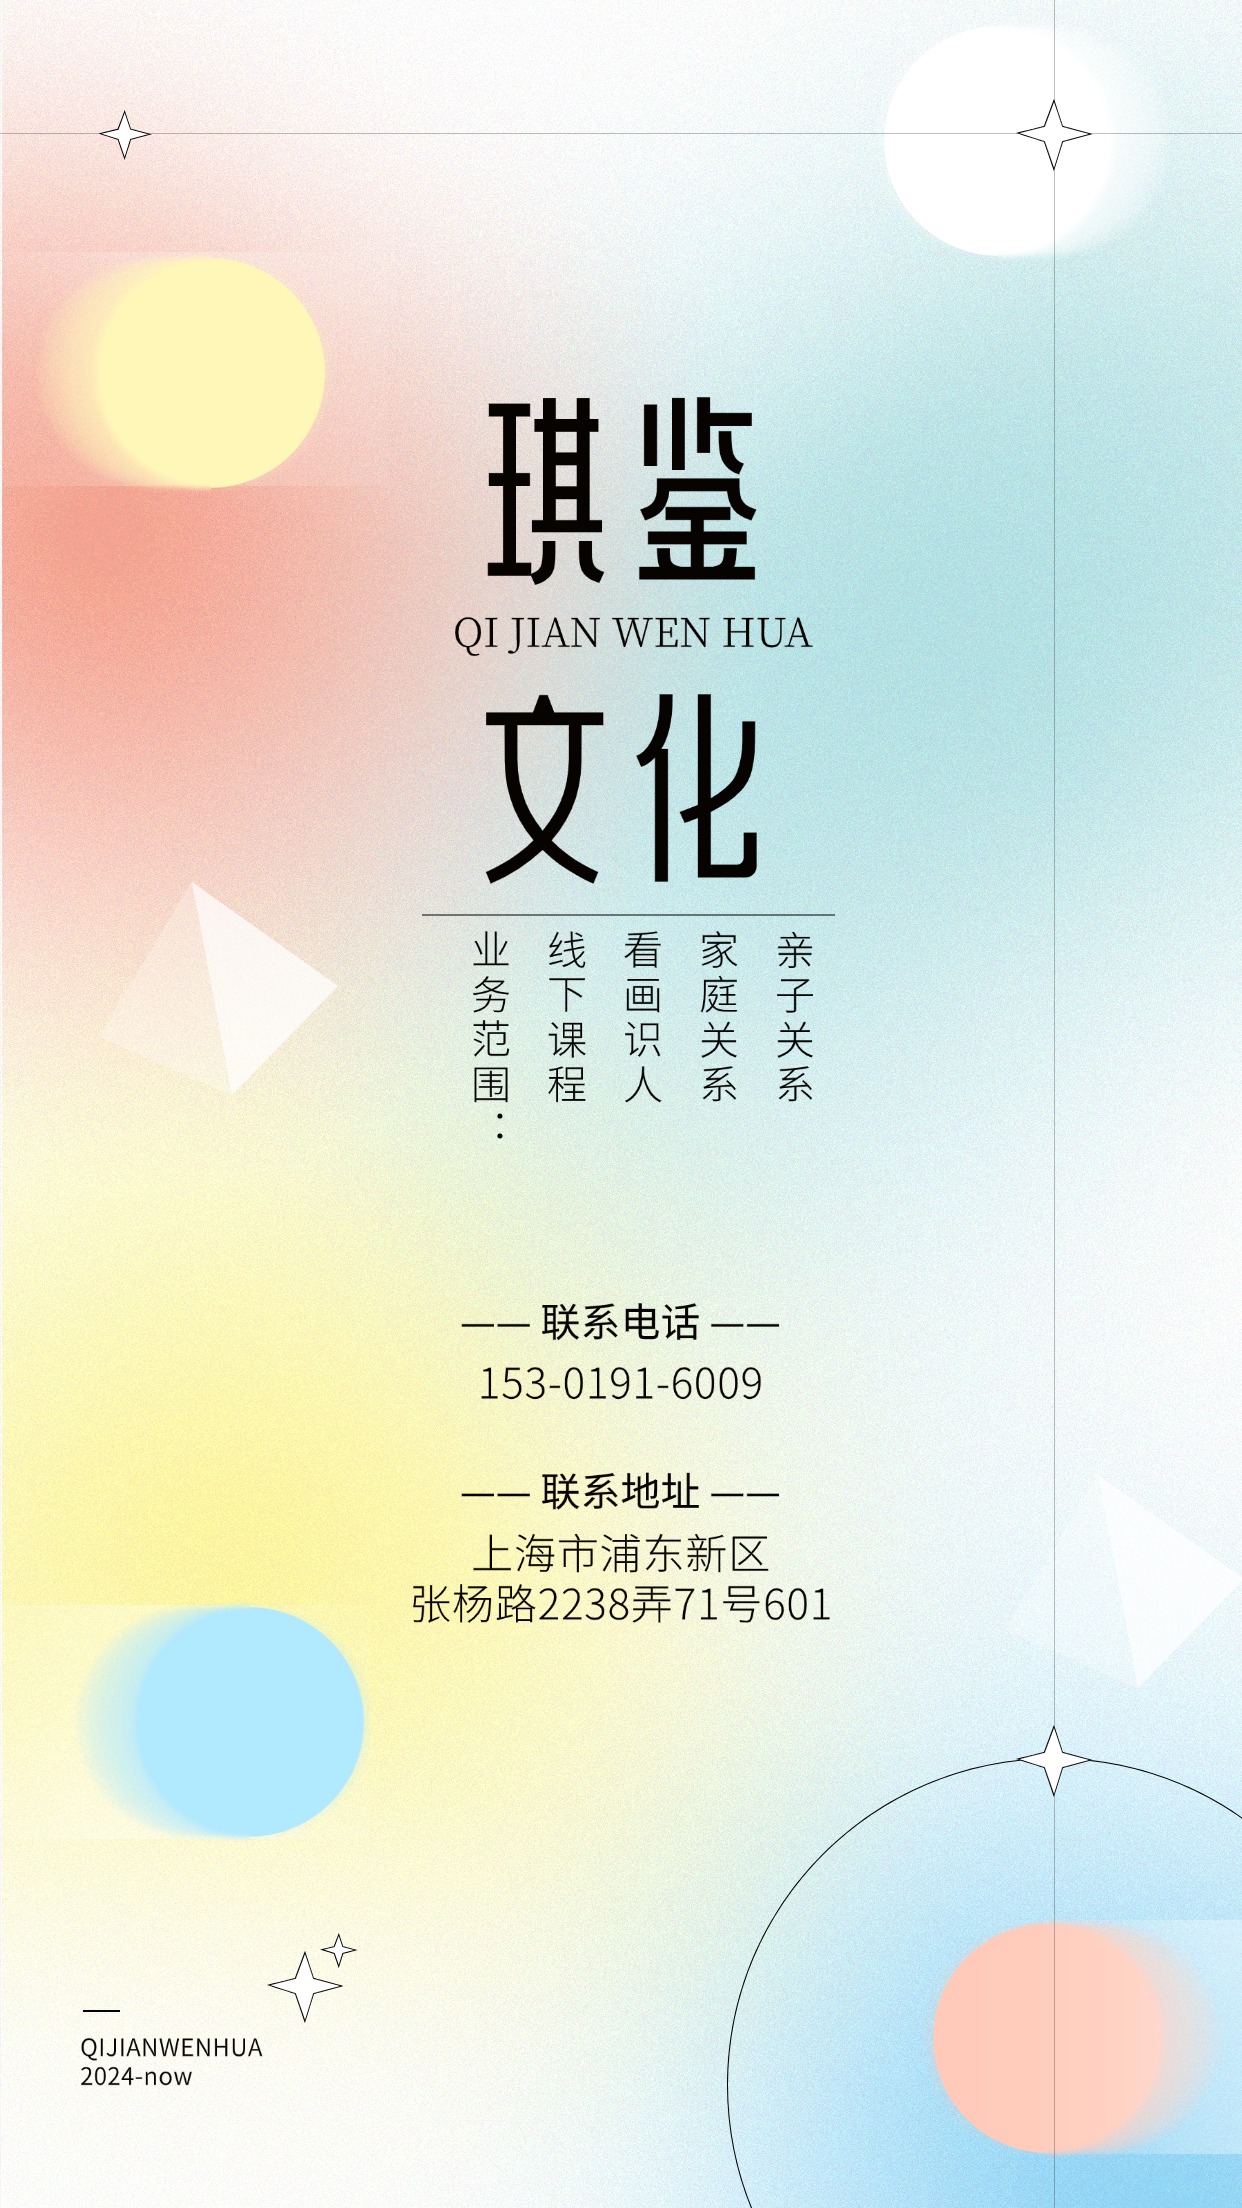 琪鉴
QI JIAN WEN HUA
文化
业务范围：
线下课程
看画识人
家庭关系
亲子关系
—— 联系电话 ——
153-0191-6009
—— 联系地址 ——
上海市浦东新区
张杨路2238弄71号601
QIJIANWENHUA
2024-now